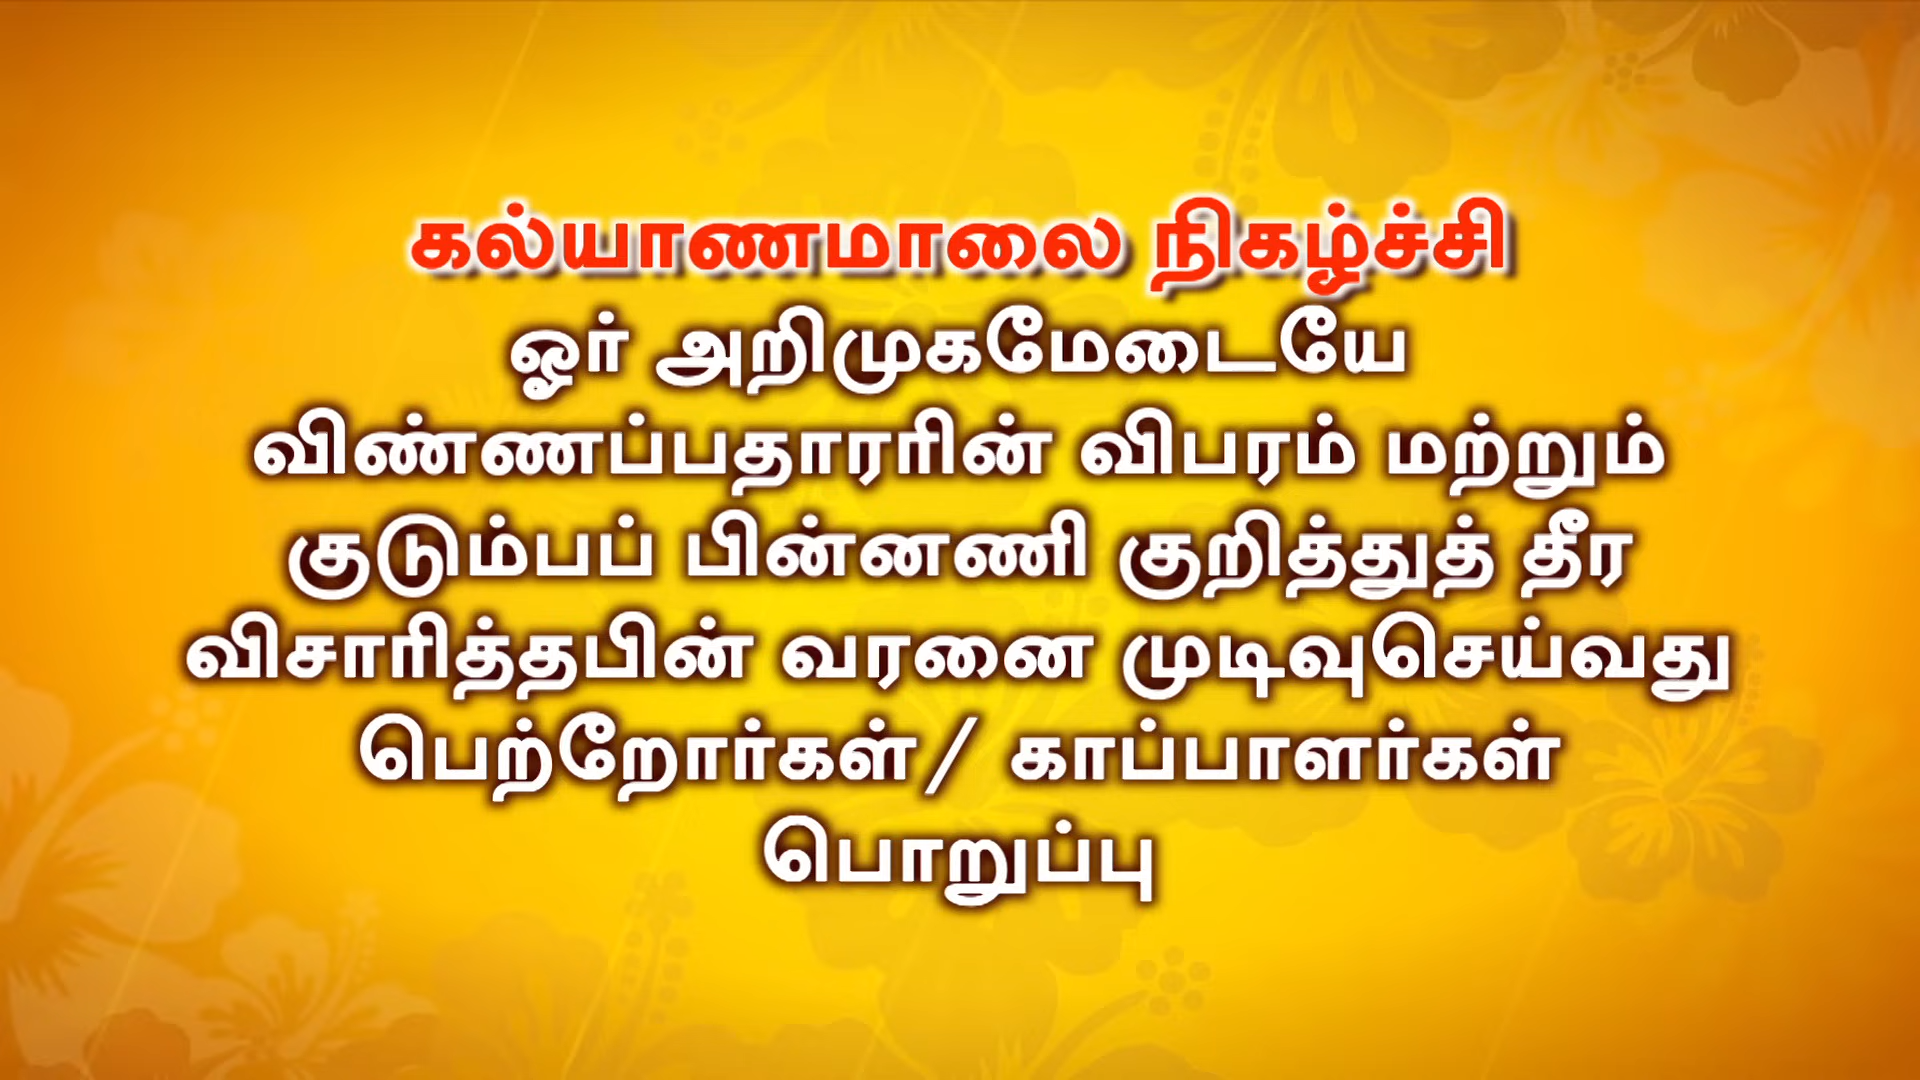 கல்யாணமாலை நிகழ்ச்சி
ஓர் அறிமுகமேடையே
விண்ணப்பதாரரின் விபரம் மற்றும்
குடும்பப் பின்னணி குறித்துத் தீர
விசாரித்தபின் வரனை முடிவுசெய்வது
பெற்றோர்கள்/ காப்பாளர்கள்
பொறுப்பு